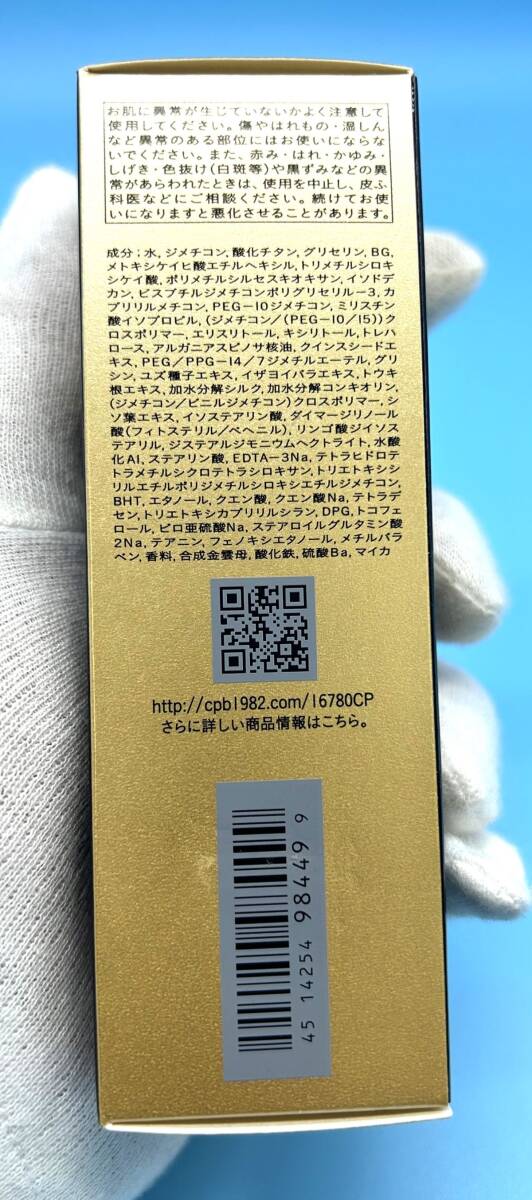 お肌に異常が生じていないかよく注意して
使用してください。傷やはれもの・湿しん
など異常のある部位にはお使いにならな
いでください。また、赤み・はれ・かゆみ・
しげき・色抜け(白斑等)や黒ずみなどの異
常があらわれたときは、使用を中止し、皮ふ
科医などにご相談ください。続けてお使
いになりますと悪化させることがあります。
成分;水,ジメチコン,酸化チタン,グリセリン,BG,
メトキシケイヒ酸エチルヘキシル,トリメチルシロキ
シケイ酸,ポリメチルシルセスキオキサン,イソドデ
カン,ビスブチルジメチコンポリグリセリル-3,カ
プリリルメチコン,PEG-10ジメチコン,ミリスチン
酸イソプロピル,(ジメチコン/(PEG-10/15))ク
ロスポリマー,エリスリトール,キシリトール,トレハ
ロース,アルガニアスピノサ核油,クインスシードエ
キス,PEG/PPG-14/7ジメチルエーテル,グリ
シン,ユズ種子エキス,イザヨイバラエキス,トウキ
根エキス,加水分解シルク,加水分解コンキオリン,
(ジメチコン/ビニルジメチコン)クロスポリマー,シ
ソ葉エキス,イソステアリン酸,ダイマージリノール
酸(フィトステリル/ベヘニル),リンゴ酸ジイソス
テアリル,ジステアルジモニウムヘクトライト,水酸
化Al,ステアリン酸,EDTA-3Na,テトラヒドロテ
トラメチルシクロテトラシロキサン,トリエトキシシ
リルエチルポリジメチルシロキシエチルジメチコン,
BHT,エタノール,クエン酸,クエン酸Na,テトラデ
セン,トリエトキシカプリリルシラン,DPG,トコフェ
ロール,ピロ亜硫酸Na,ステアロイルグルタミン酸
2Na,テアニン,フェノキシエタノール,メチルパラ
ベン,香料,合成金雲母,酸化鉄,硫酸Ba,マイカ
http://cpb1982.com/16780CP
さらに詳しい商品情報はこちら。
45 14254 98449 9